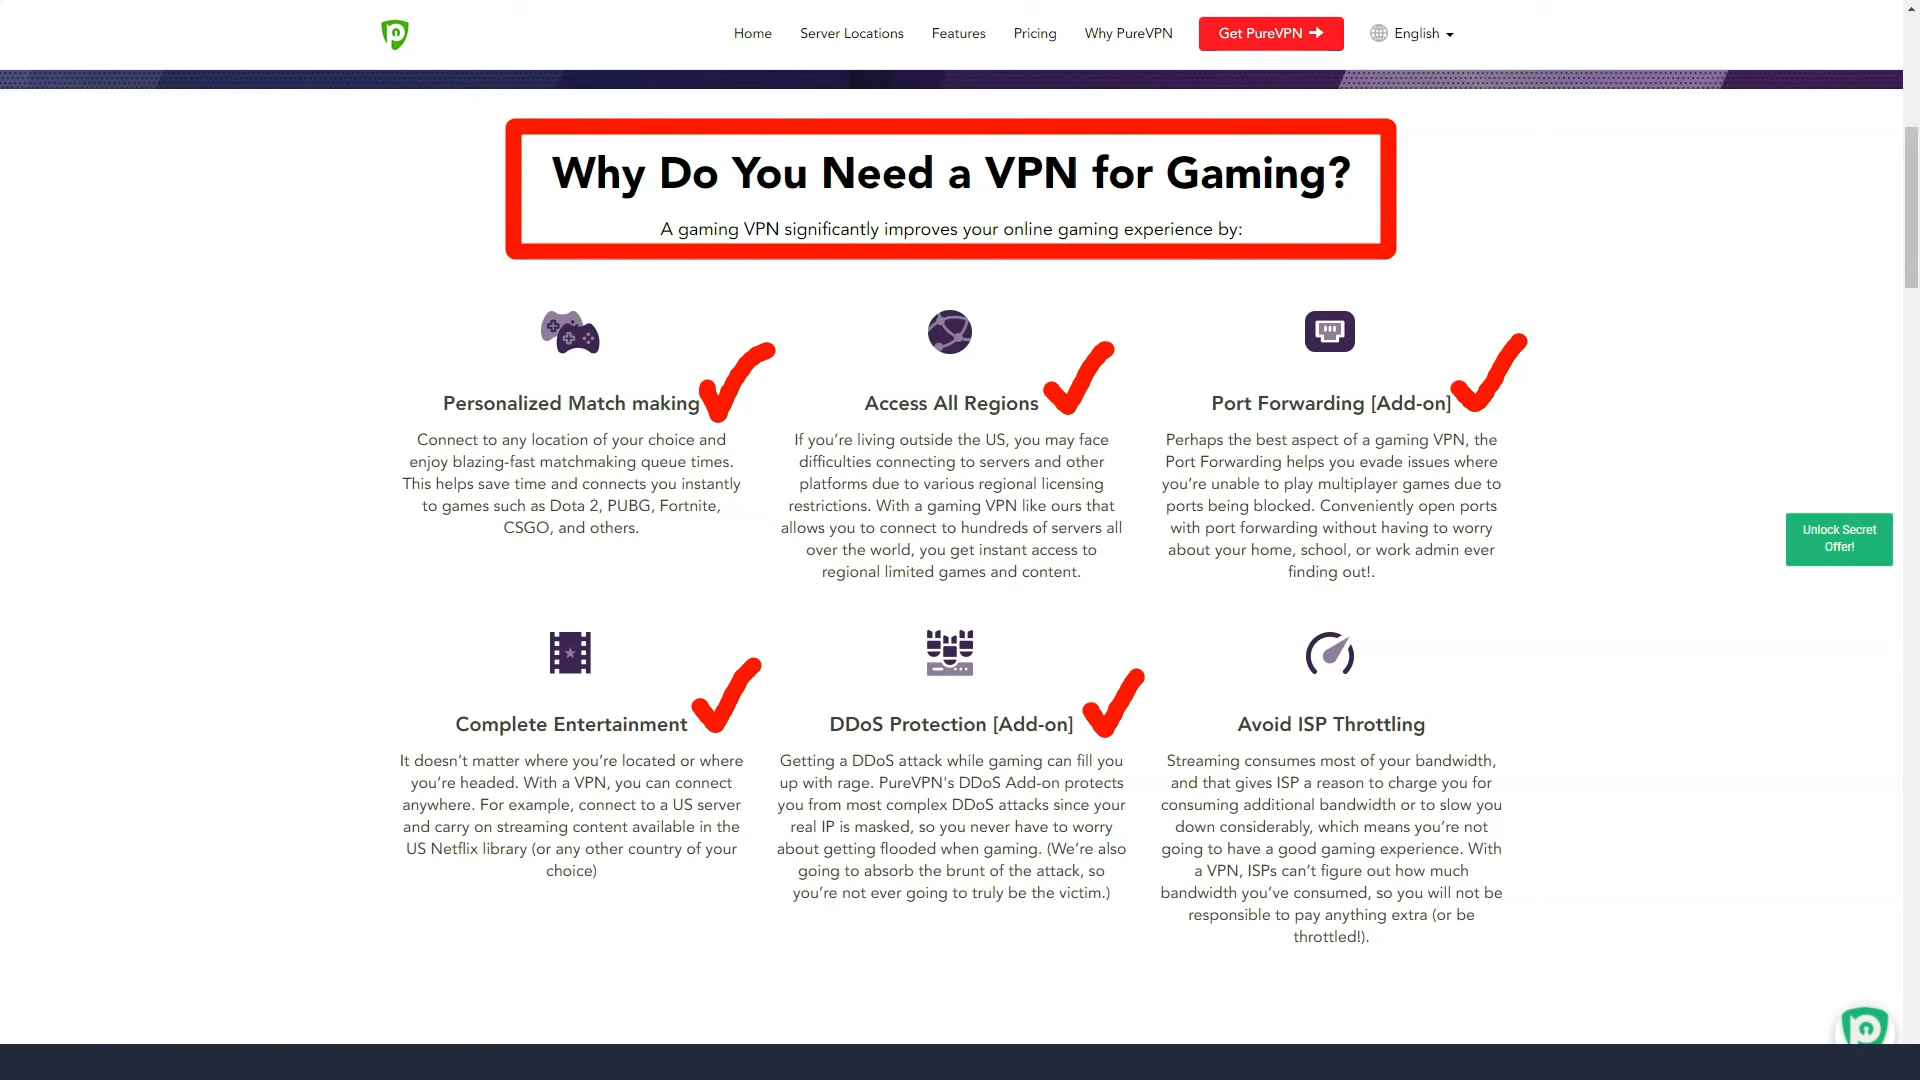 Home Server Locations Features Pricing Why PureVPN Get PureVPN English
Why Do You Need a VPN for Gaming?
A gaming VPN significantly improves your online gaming experience by:
Personalized Match making
Connect to any location of your choice and
enjoy blazing-fast matchmaking queue times.
This helps save time and connects you instantly
to games such as Dota 2, PUBG, Fortnite,
CSGO, and others.
Access All Regions
If you’re living outside the US, you may face
difficulties connecting to servers and other
platforms due to various regional licensing
restrictions. With a gaming VPN like ours that
allows you to connect to hundreds of servers all
over the world, you get instant access to
regional limited games and content.
Port Forwarding [Add-on]
Perhaps the best aspect of a gaming VPN, the
Port Forwarding helps you evade issues where
you’re unable to play multiplayer games due to
ports being blocked. Conveniently open ports
with port forwarding without having to worry
about your home, school, or work admin ever
finding out!.
Unlock Secret
Offer!
Complete Entertainment
It doesn’t matter where you’re located or where
you’re headed. With a VPN, you can connect
anywhere. For example, connect to a US server
and carry on streaming content available in the
US Netflix library (or any other country of your
choice)
DDoS Protection [Add-on]
Getting a DDoS attack while gaming can fill you
up with rage. PureVPN's DDoS Add-on protects
you from most complex DDoS attacks since your
real IP is masked, so you never have to worry
about getting flooded when gaming. (We’re also
going to absorb the brunt of the attack, so
you’re not ever going to truly be the victim.)
Avoid ISP Throttling
Streaming consumes most of your bandwidth,
and that gives ISP a reason to charge you for
consuming additional bandwidth or to slow you
down considerably, which means you’re not
going to have a good gaming experience. With
a VPN, ISPs can’t figure out how much
bandwidth you’ve consumed, so you will not be
responsible to pay anything extra (or be
throttled!).